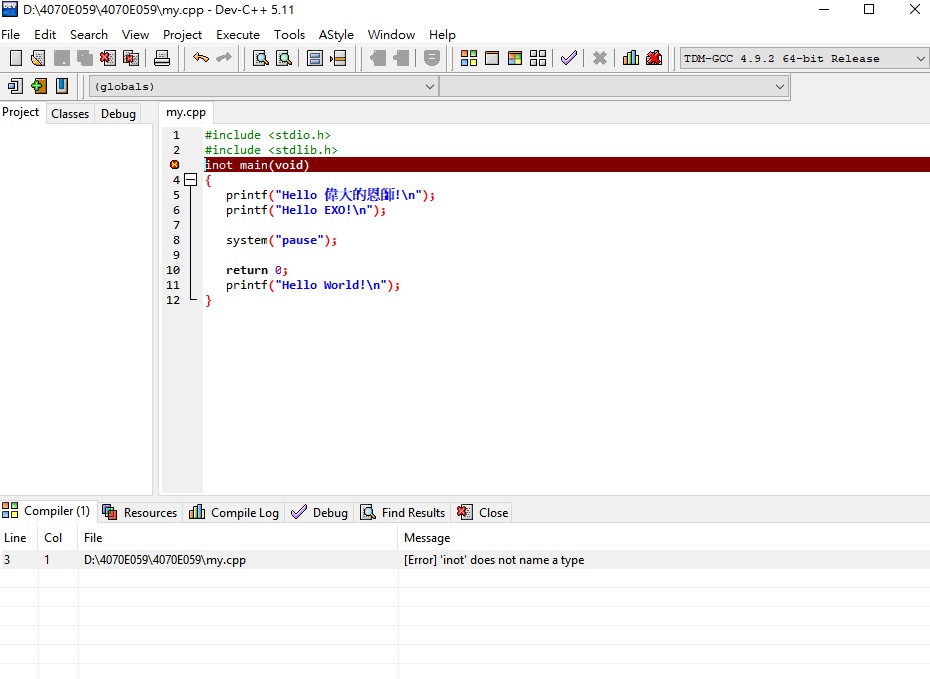 D:\4070E059\4070E059\my.cpp - Dev-C++ 5.11
File Edit Search View Project Execute Tools AStyle Window Help
TDM-GCC 4.9.2 64-bit Release
(globals)
Project Classes Debug
my.cpp
1 #include <stdio.h>
2 #include <stdlib.h>
inot main(void)
4 {
5 printf("Hello 偉大的恩師!\n");
6 printf("Hello EXO!\n");
7
8 system("pause");
9
10 return 0;
11 printf("Hello World!\n");
12 }
Compiler (1) Resources Compile Log Debug Find Results Close
Line Col File Message
3 1 D:\4070E059\4070E059\my.cpp [Error] 'inot' does not name a type